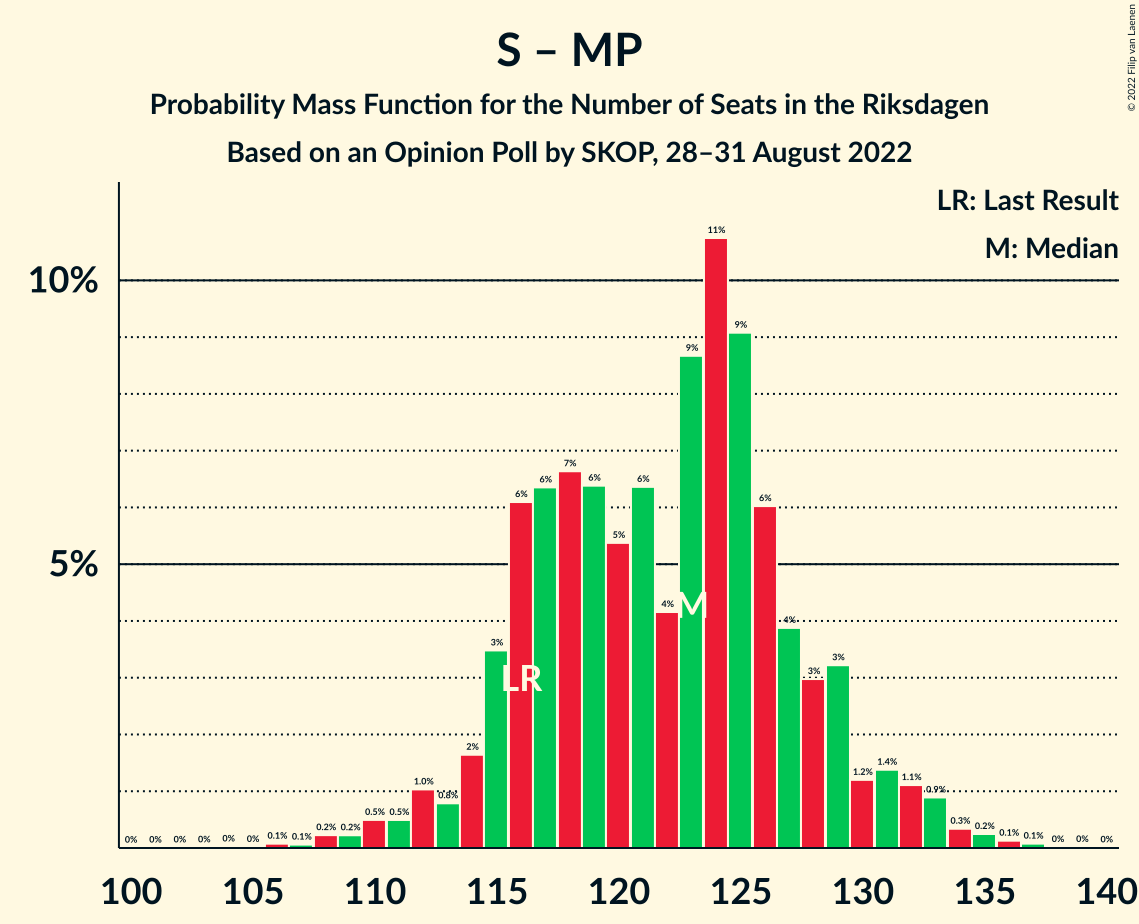 S – MP
Probability Mass Function for the Number of Seats in the Riksdagen
Based on an Opinion Poll by SKOP, 28–31 August 2022
© 2022 Filip van Laenen
LR: Last Result
M: Median
10%
5%
0% 0% 0% 0% 0% 0% 0.1% 0.1% 0.2% 0.2% 0.5% 0.5% 1.0% 0.8% 2% 3% 6% 6% 7% 6% 5% 6% 4% 9% 11% 9% 6% 4% 3% 3% 1.2% 1.4% 1.1% 0.9% 0.3% 0.2% 0.1% 0.1% 0% 0% 0%
M
LR
100 105 110 115 120 125 130 135 140